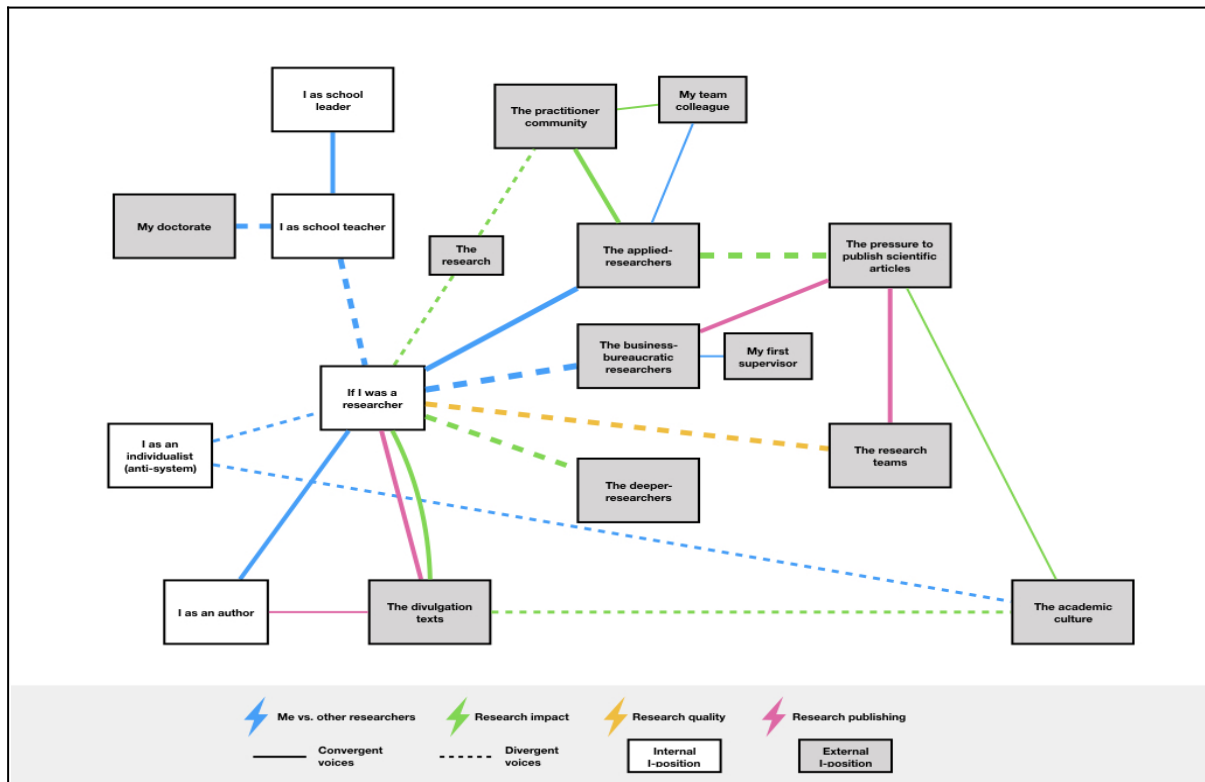 I as school
leader
The practitioner
community
My team
colleague
My doctorate
I as school teacher
The
research
The applied-
researchers
The pressure to
publish scientific
articles
The business-
bureaucratic
researchers
My first
supervisor
If I was a
researcher
I as an
individualist
(anti-system)
The research
teams
The deeper-
researchers
I as an author
The divulgation
texts
The academic
culture
Me vs. other researchers
Research impact
Research quality
Research publishing
Convergent
voices
Divergent
voices
Internal
I-position
External
I-position